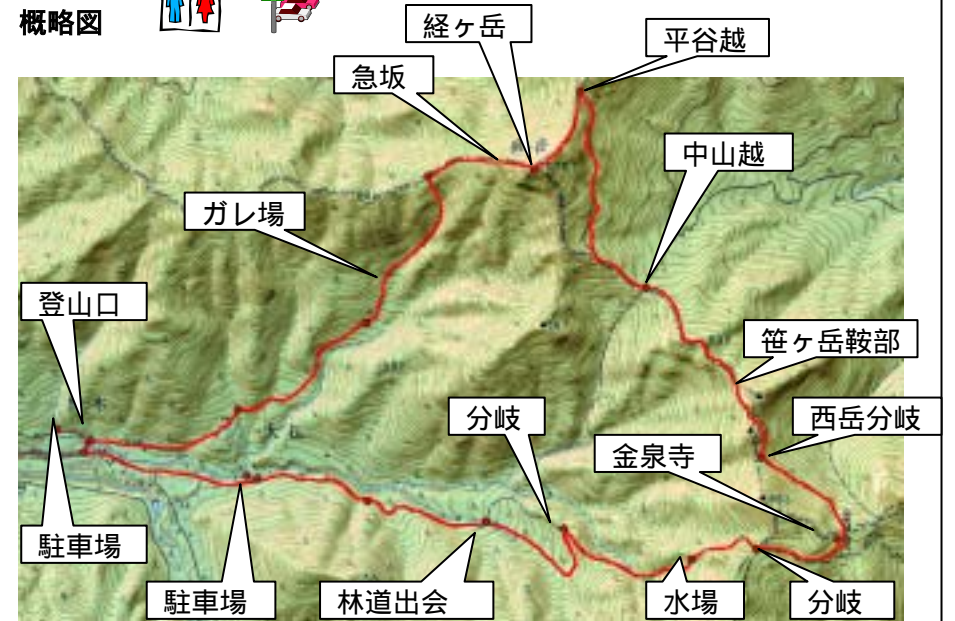 概略図
経ヶ岳
平谷越
急坂
中山越
ガレ場
登山口
笹ヶ岳鞍部
分岐
西岳分岐
金泉寺
駐車場
駐車場
林道出会
水場
分岐